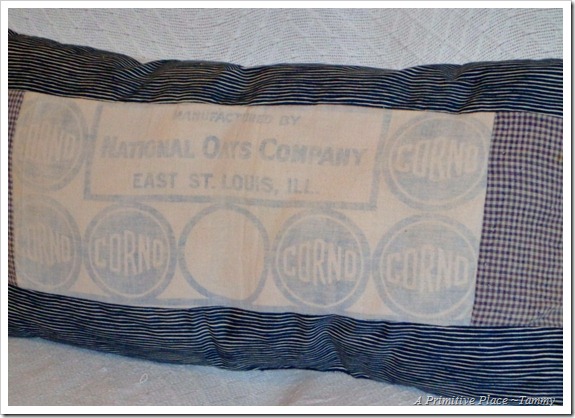 MANUFACTURED BY
CORNO
NATIONAL OATS COMPANY
CORNO
EAST ST. LOUIS, ILL.
CORNO
CORNO
CORNO
CORNO
A Primitive Place ~Tammy